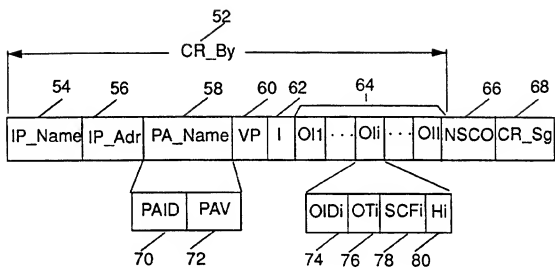 52
CR_By
54 56 58 60 62 64 66 68
IP_Name IP_Adr PA_Name VP I OI1 ··· OIi ··· OII NSCO CR_Sg
PAID PAV OIDi OTi SCFi Hi
70 72 74 76 78 80